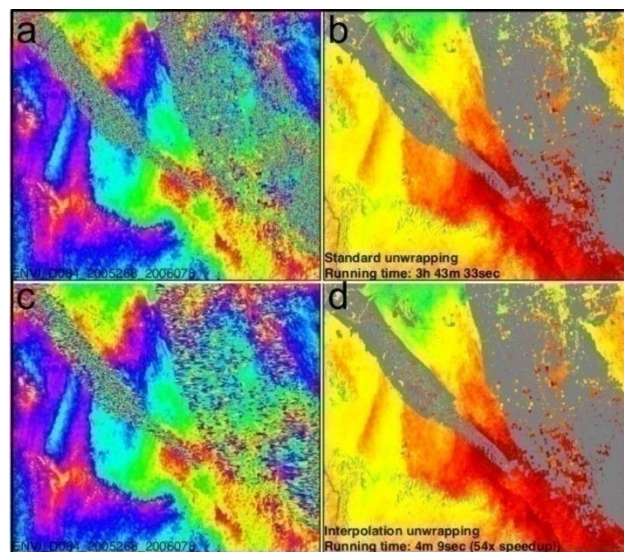 a
b
ENVI_D084_2005268_2006078
Standard unwrapping
Running time: 3h 43m 33sec
c
d
ENVI_D084_2005268_2006078
Interpolation unwrapping
Running time: 4m 9sec (54x speedup)